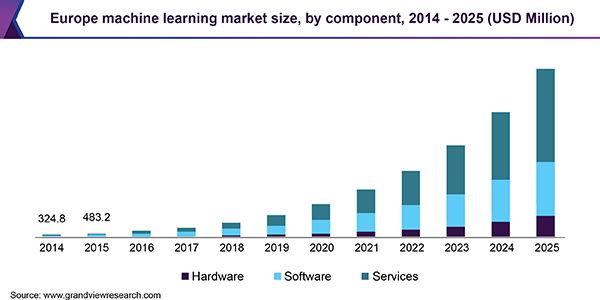 Europe machine learning market size, by component, 2014 - 2025 (USD Million)
324.8 483.2
2014 2015 2016 2017 2018 2019 2020 2021 2022 2023 2024 2025
Hardware Software Services
Source: www.grandviewresearch.com